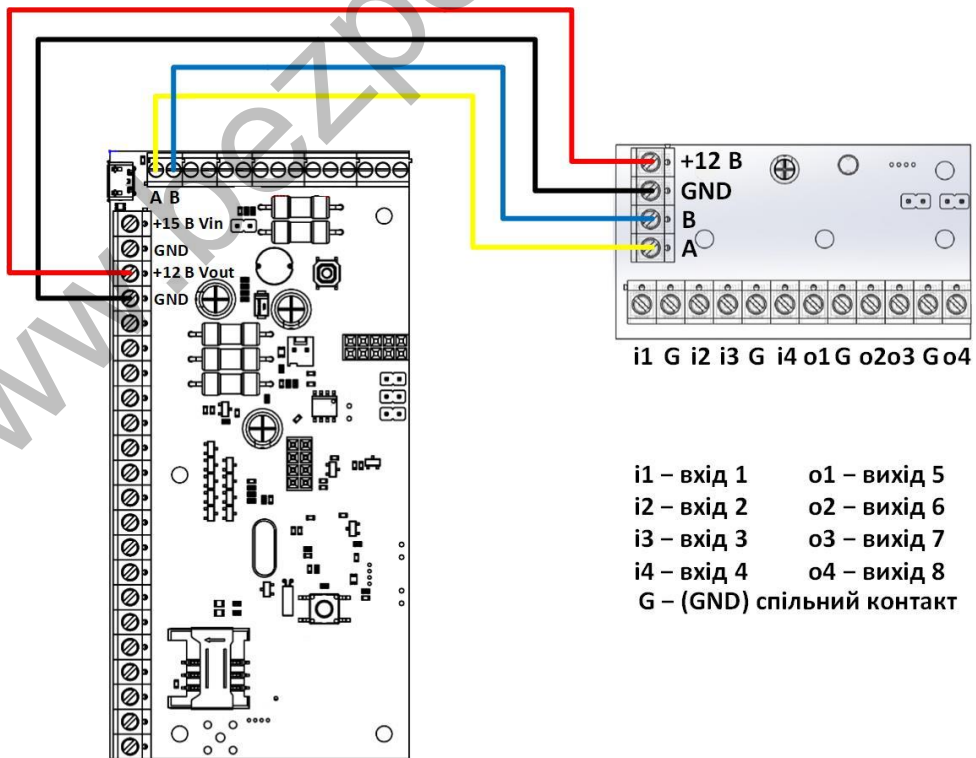 www.bezp
A B
+15 В Vin
GND
+12 В Vout
GND
+12 В
GND
B
A
i1 G i2 i3 G i4 o1 G o2 o3 G o4
i1 – вхід 1 o1 – вихід 5
i2 – вхід 2 o2 – вихід 6
i3 – вхід 3 o3 – вихід 7
i4 – вхід 4 o4 – вихід 8
G – (GND) спільний контакт